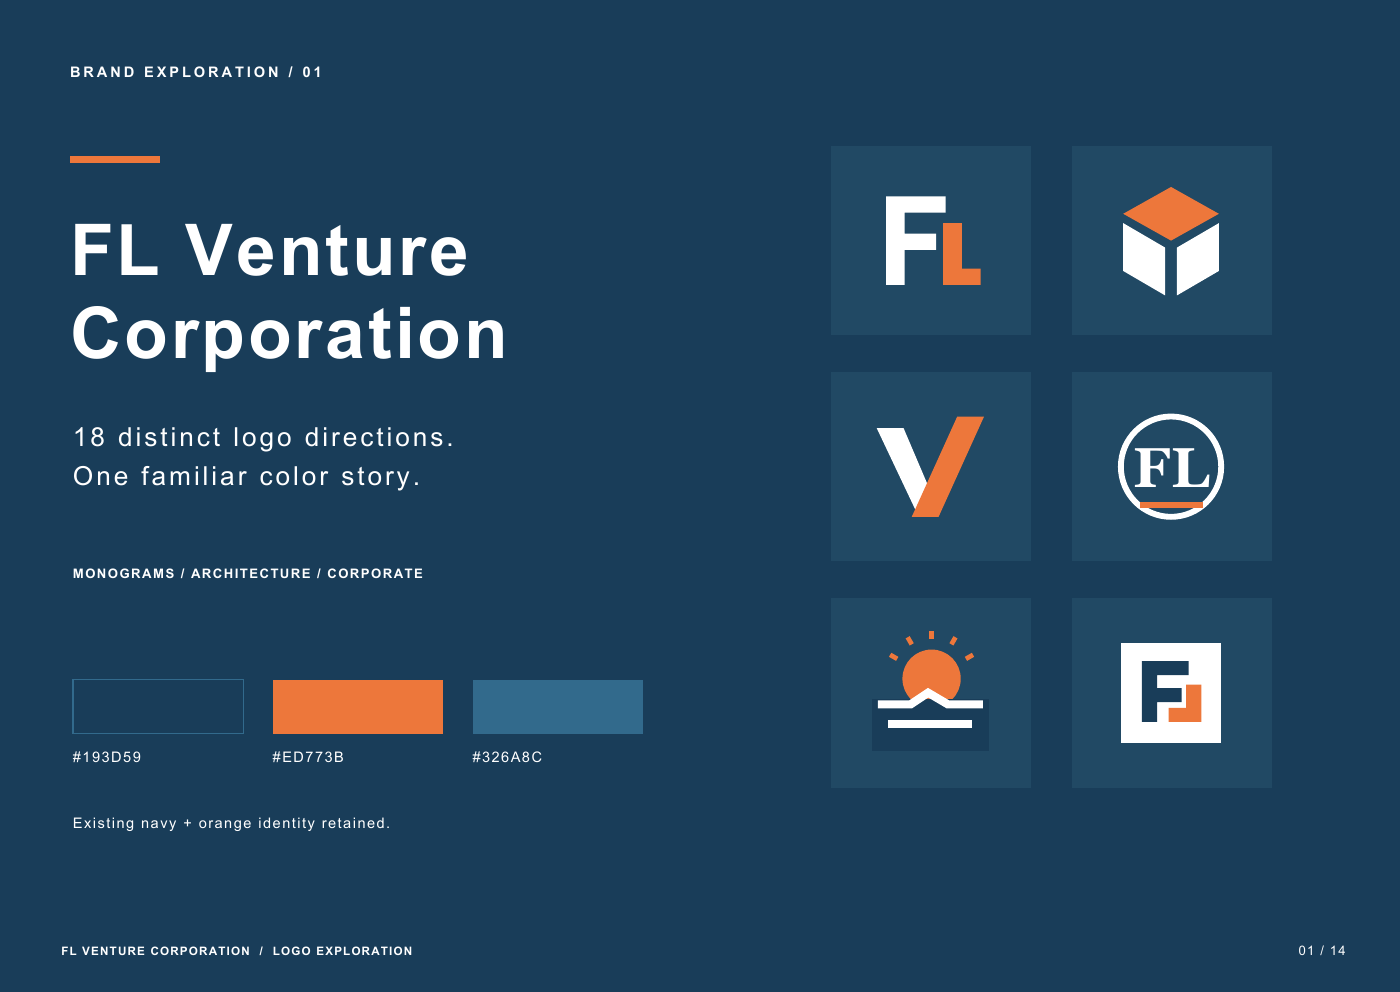 BRAND EXPLORATION / 01
FL Venture
Corporation
18 distinct logo directions.
One familiar color story.
MONOGRAMS / ARCHITECTURE / CORPORATE
#193D59
#ED773B
#326A8C
Existing navy + orange identity retained.
FL
V
FL
FL
FL VENTURE CORPORATION / LOGO EXPLORATION
01 / 14